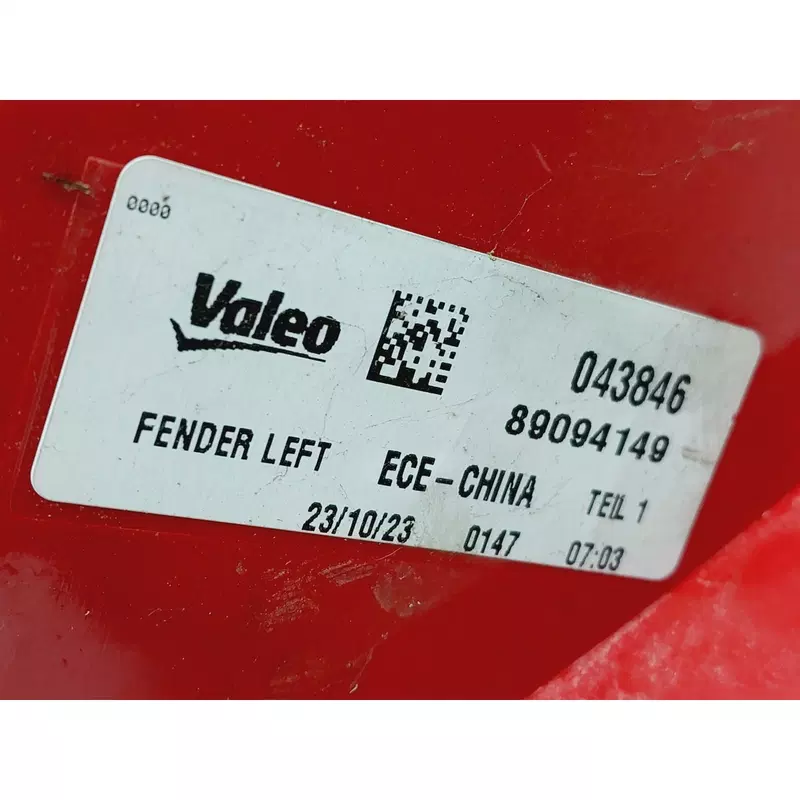 0000
Valeo
043846
89094149
FENDER LEFT ECE-CHINA TEIL 1
23/10/23 0147 07:03